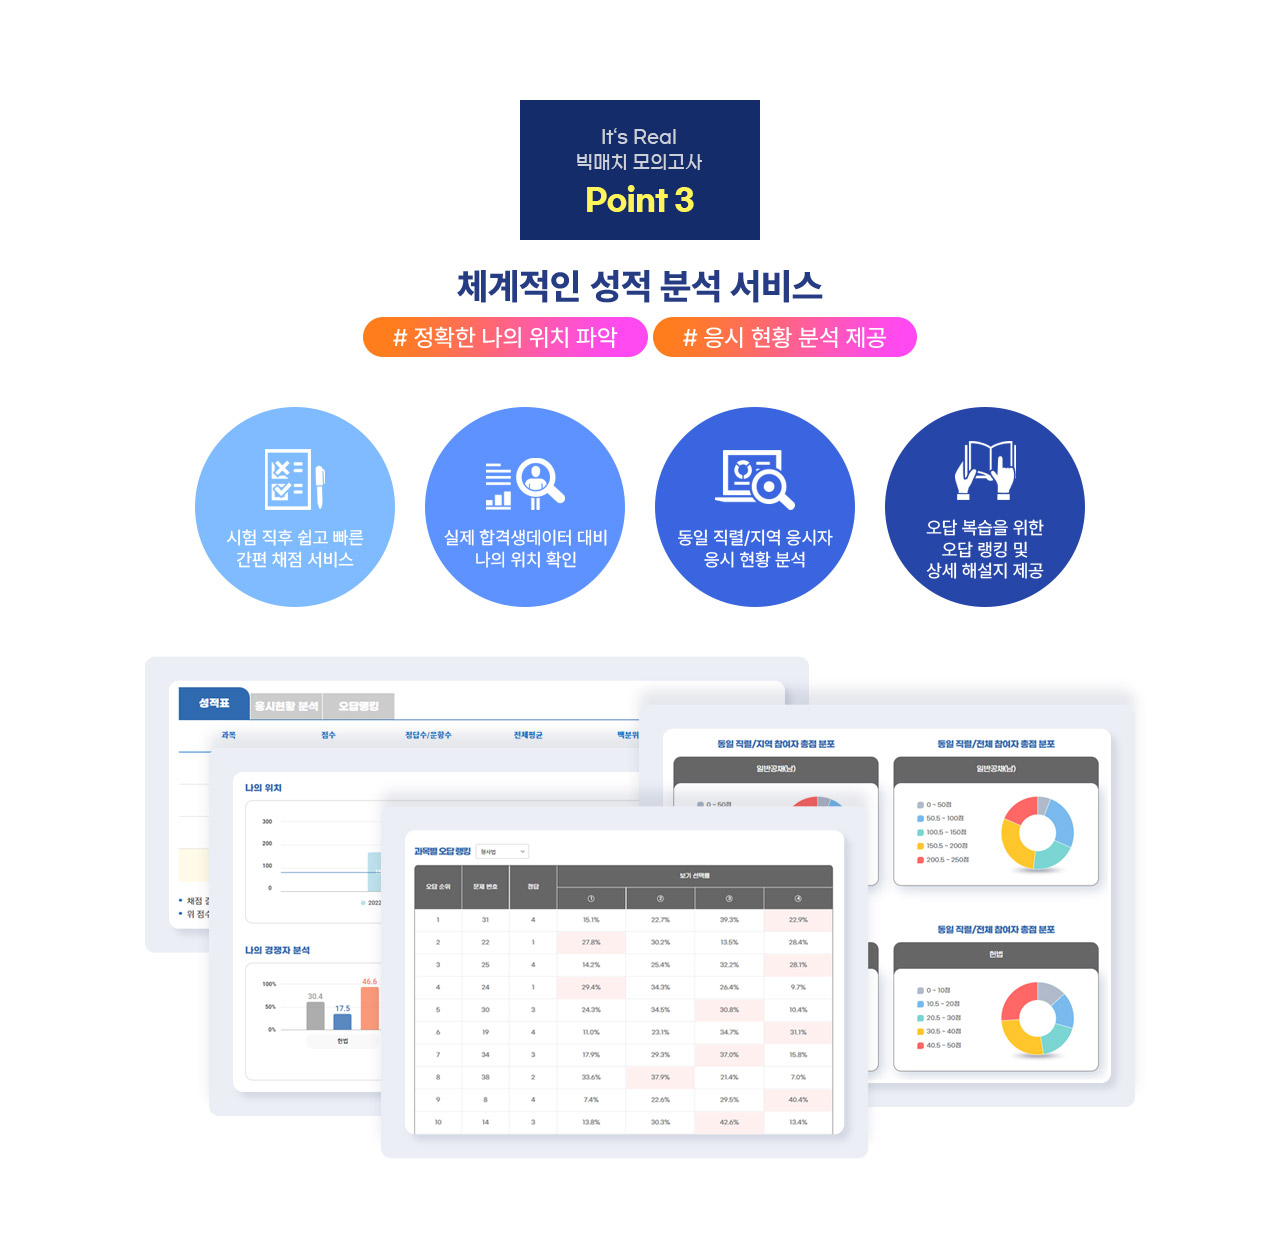 It's Real
빅매치 모의고사
Point 3
체계적인 성적 분석 서비스
# 정확한 나의 위치 파악
# 응시 현황 분석 제공
시험 직후 쉽고 빠른
간편 채점 서비스
실제 합격생데이터 대비
나의 위치 확인
동일 직렬/지역 응시자
응시 현황 분석
오답 복습을 위한
오답 랭킹 및
상세 해설지 제공
성적표 응시현황 분석 오답랭킹
과목 점수 정답수/문항수 전체평균 백분위
• 채점
• 위 점수
나의 위치
300
200
100
0
2022
나의 경쟁자 분석
100%
50%
0%
30.4
17.5
46.6
헌법
동일 직렬/지역 참여자 총점 분포
일반공채(남)
0 ~ 50점
동일 직렬/전체 참여자 총점 분포
일반공채(남)
0 ~ 50점
50.5 ~ 100점
100.5 ~ 150점
150.5 ~ 200점
200.5 ~ 250점
동일 직렬/전체 참여자 총점 분포
헌법
0 ~ 10점
10.5 ~ 20점
20.5 ~ 30점
30.5 ~ 40점
40.5 ~ 50점
과목별 오답 랭킹 형사법
오답 순위 문제 번호 정답 보기 선택률
① ② ③ ④
1 31 4 15.1% 22.7% 39.3% 22.9%
2 22 1 27.8% 30.2% 13.5% 28.4%
3 25 4 14.2% 25.4% 32.2% 28.1%
4 24 1 29.4% 34.3% 26.4% 9.7%
5 30 3 24.3% 34.5% 30.8% 10.4%
6 19 4 11.0% 23.1% 34.7% 31.1%
7 34 3 17.9% 29.3% 37.0% 15.8%
8 38 2 33.6% 37.9% 21.4% 7.0%
9 8 4 7.4% 22.6% 29.5% 40.4%
10 14 3 13.8% 30.3% 42.6% 13.4%